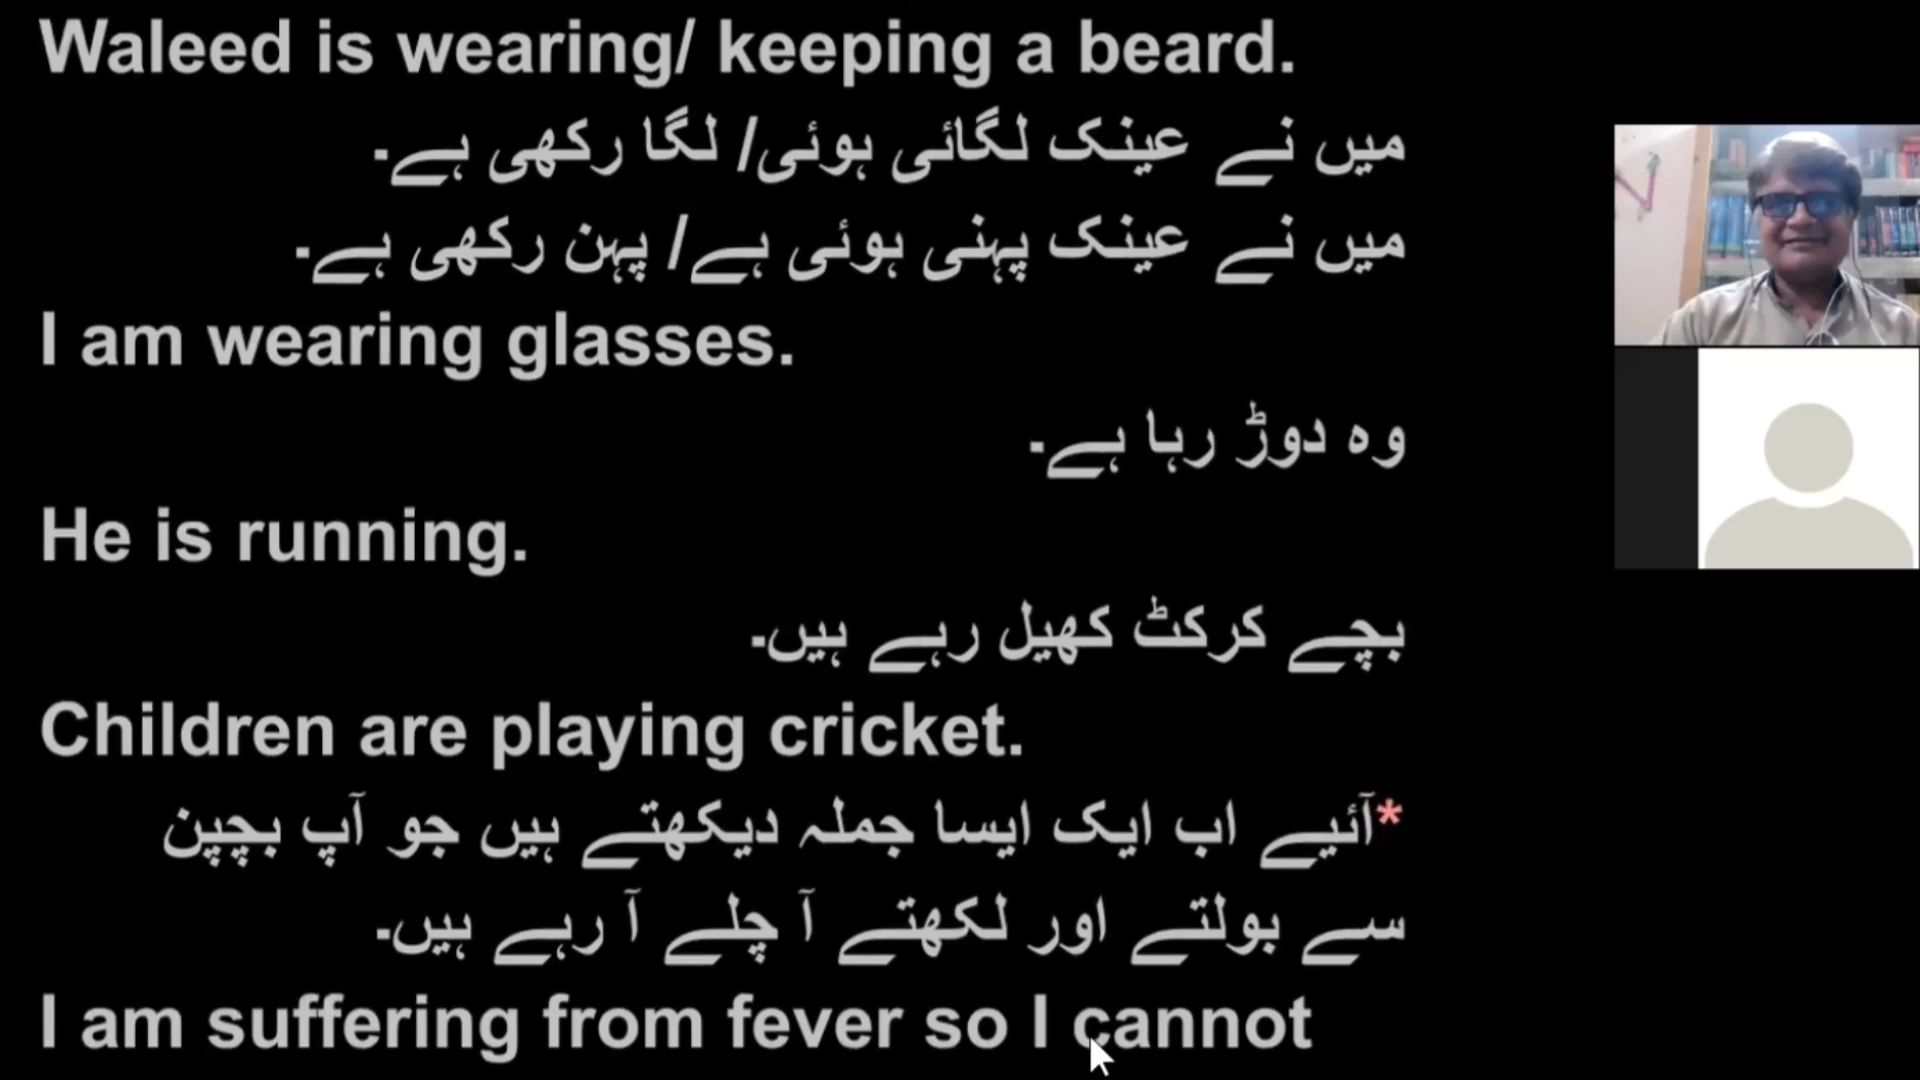 Waleed is wearing/ keeping a beard.
میں نے عینک لگائی ہوئی/ لگا رکھی ہے۔
میں نے عینک پہنی ہوئی ہے/ پہن رکھی ہے۔
I am wearing glasses.
وہ دوڑ رہا ہے۔
He is running.
بچے کرکٹ کھیل رہے ہیں۔
Children are playing cricket.
*آئیے اب ایک ایسا جملہ دیکھتے ہیں جو آپ بچپن
سے بولتے اور لکھتے آ چلے آ رہے ہیں۔
I am suffering from fever so I cannot